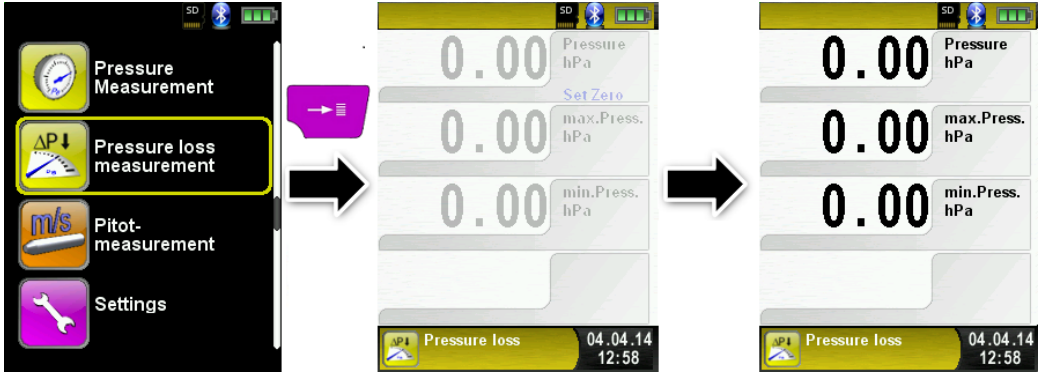 SD
Pressure
Measurement
ΔP
Pa
Pressure loss
measurement
m/s
Pitot-
measurement
Settings
SD
0.00 Pressure
hPa
Set Zero
0.00 max.Press.
hPa
0.00 min.Press.
hPa
ΔP Pressure loss 04.04.14
12:58
SD
0.00 Pressure
hPa
0.00 max.Press.
hPa
0.00 min.Press.
hPa
ΔP Pressure loss 04.04.14
12:58